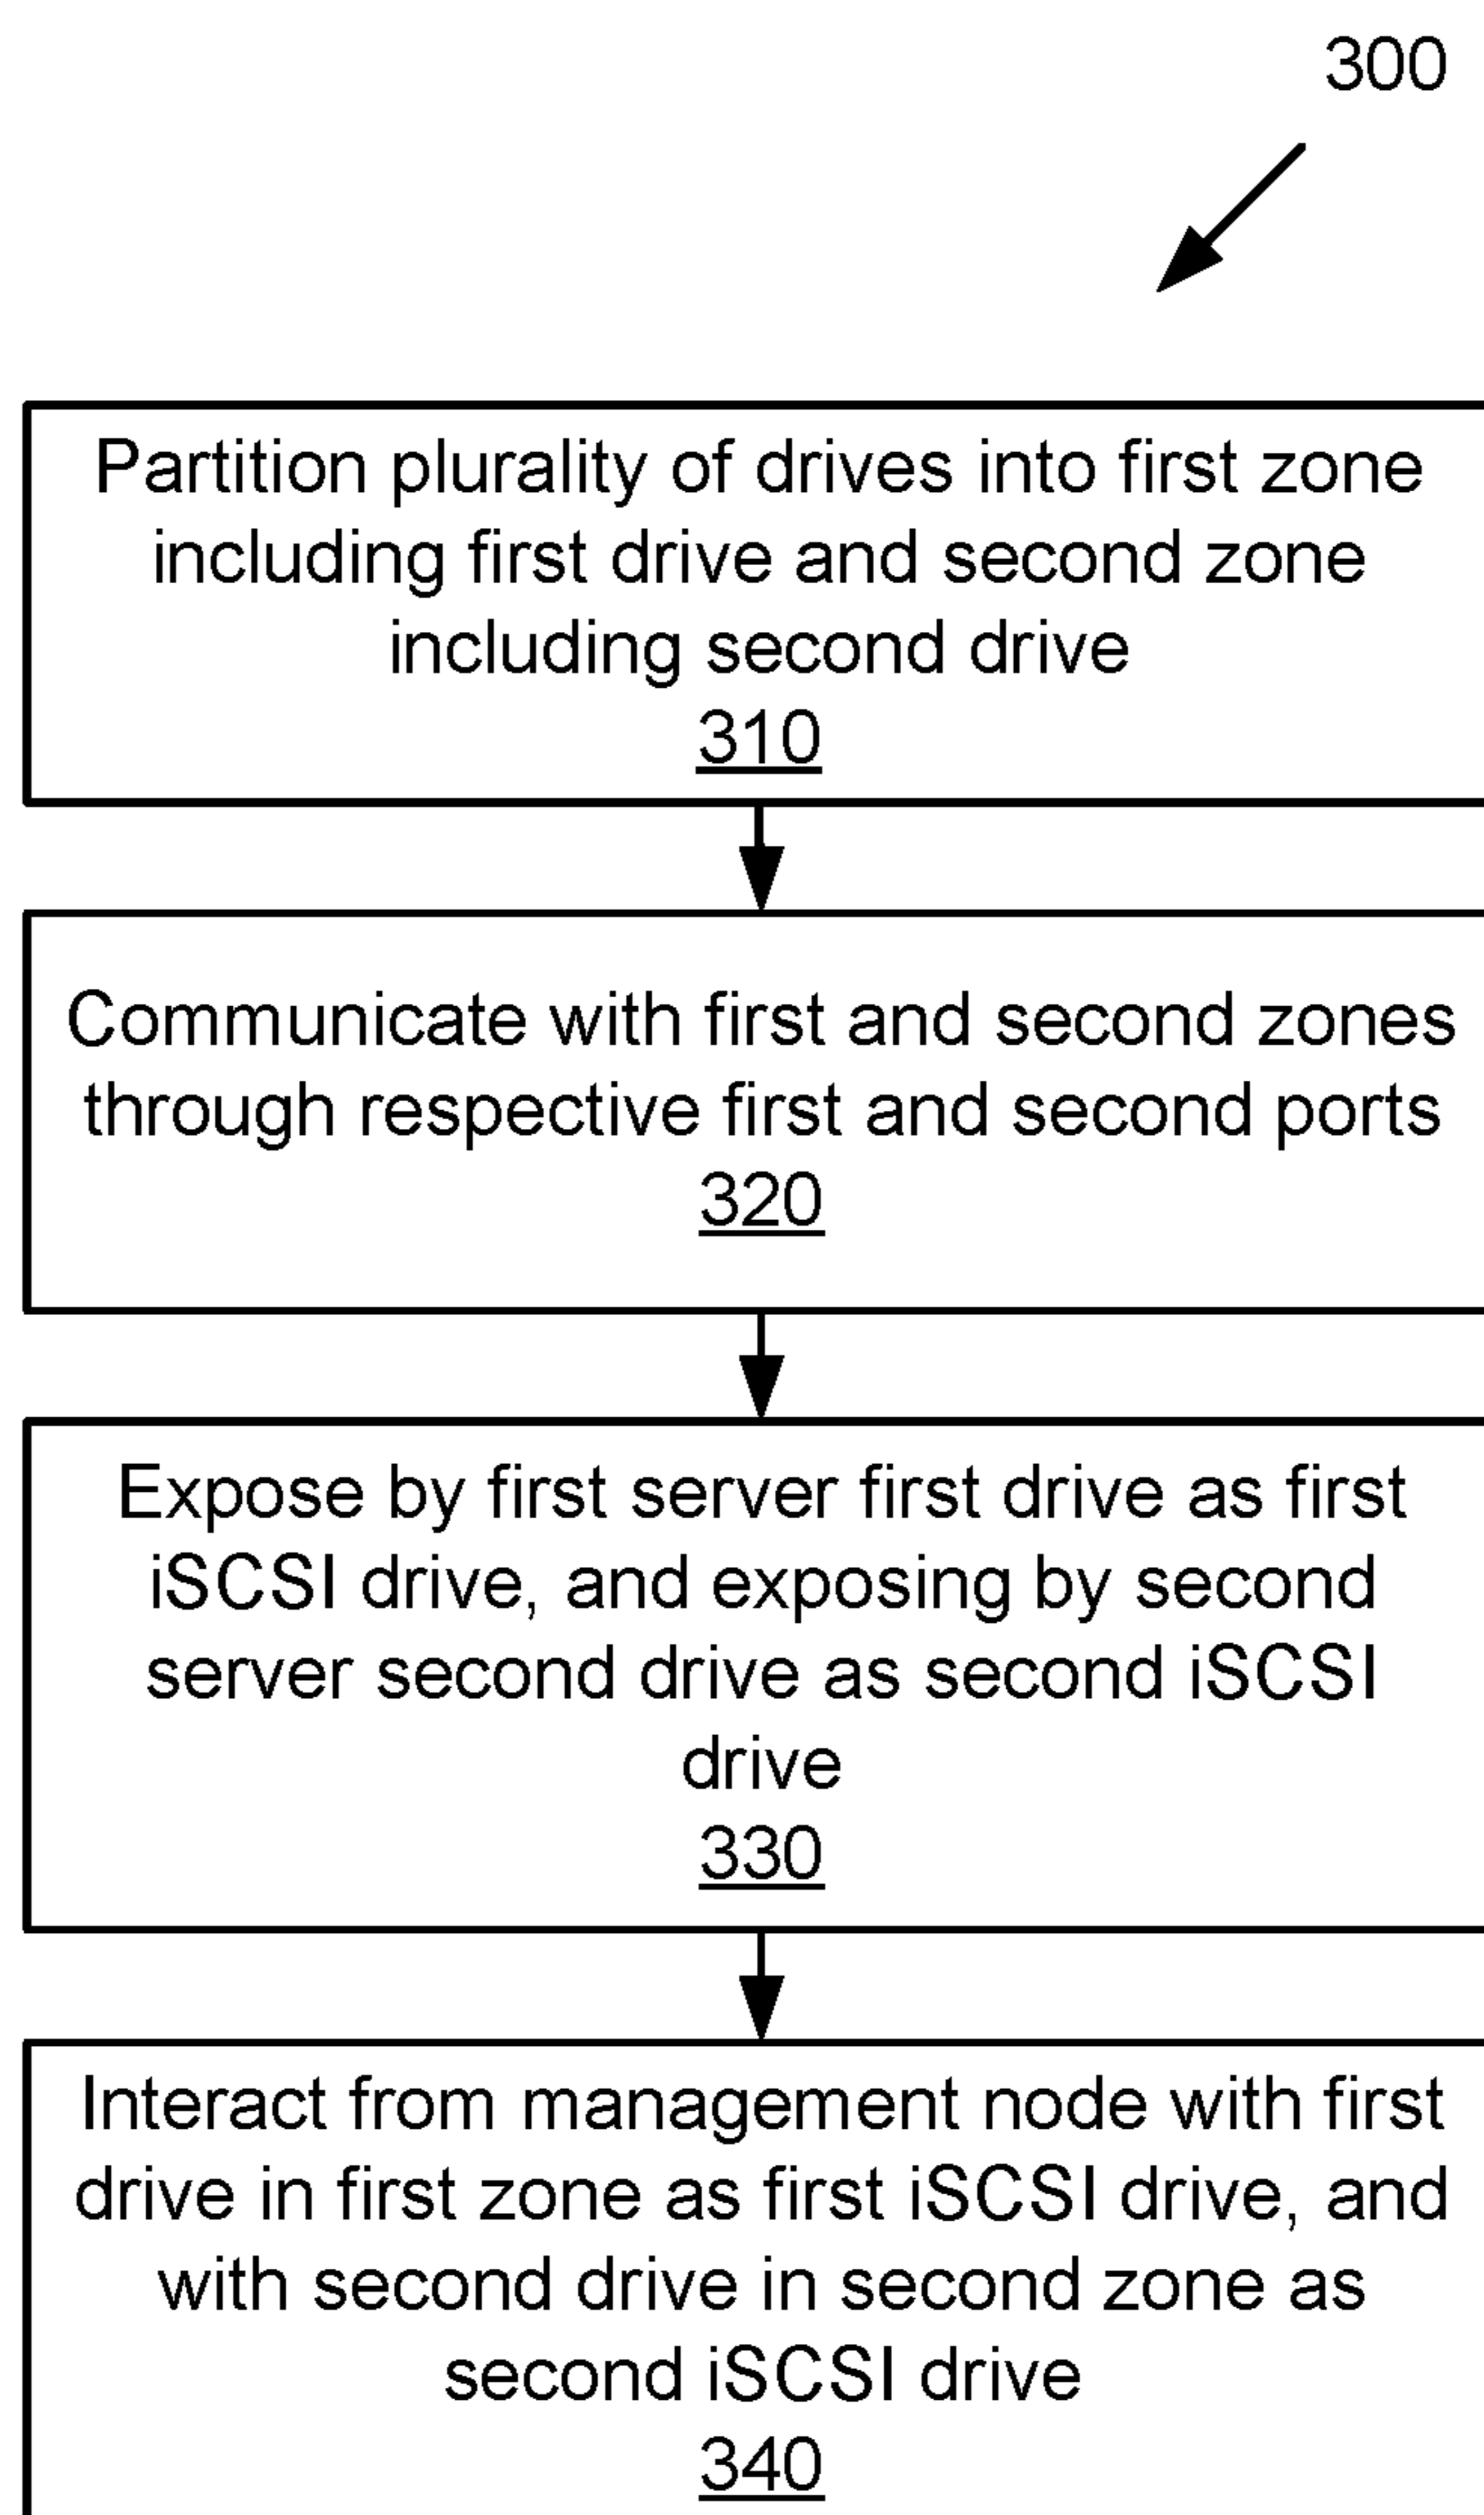 300
Partition plurality of drives into first zone
including first drive and second zone
including second drive
310
Communicate with first and second zones
through respective first and second ports
320
Expose by first server first drive as first
iSCSI drive, and exposing by second
server second drive as second iSCSI
drive
330
Interact from management node with first
drive in first zone as first iSCSI drive, and
with second drive in second zone as
second iSCSI drive
340